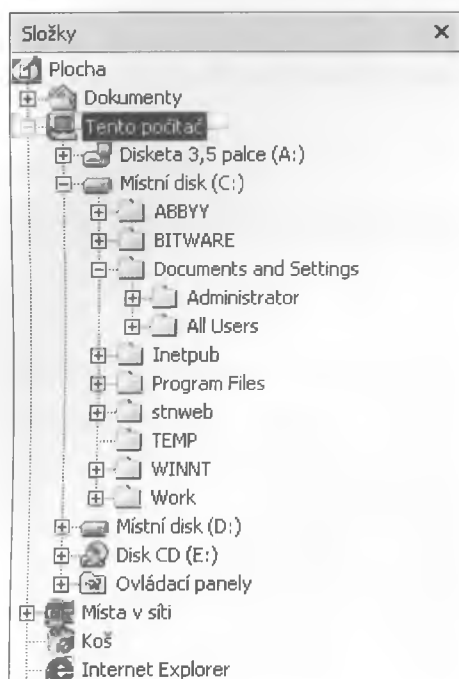 Složky
Plocha
Dokumenty
Tento počítač
Disketa 3,5 palce (A:)
Místní disk (C:)
ABBYY
BITWARE
Documents and Settings
Administrator
All Users
Inetpub
Program Files
stnweb
TEMP
WINNT
Work
Místní disk (D:)
Disk CD (E:)
Ovládací panely
Místa v síti
Koš
Internet Explorer